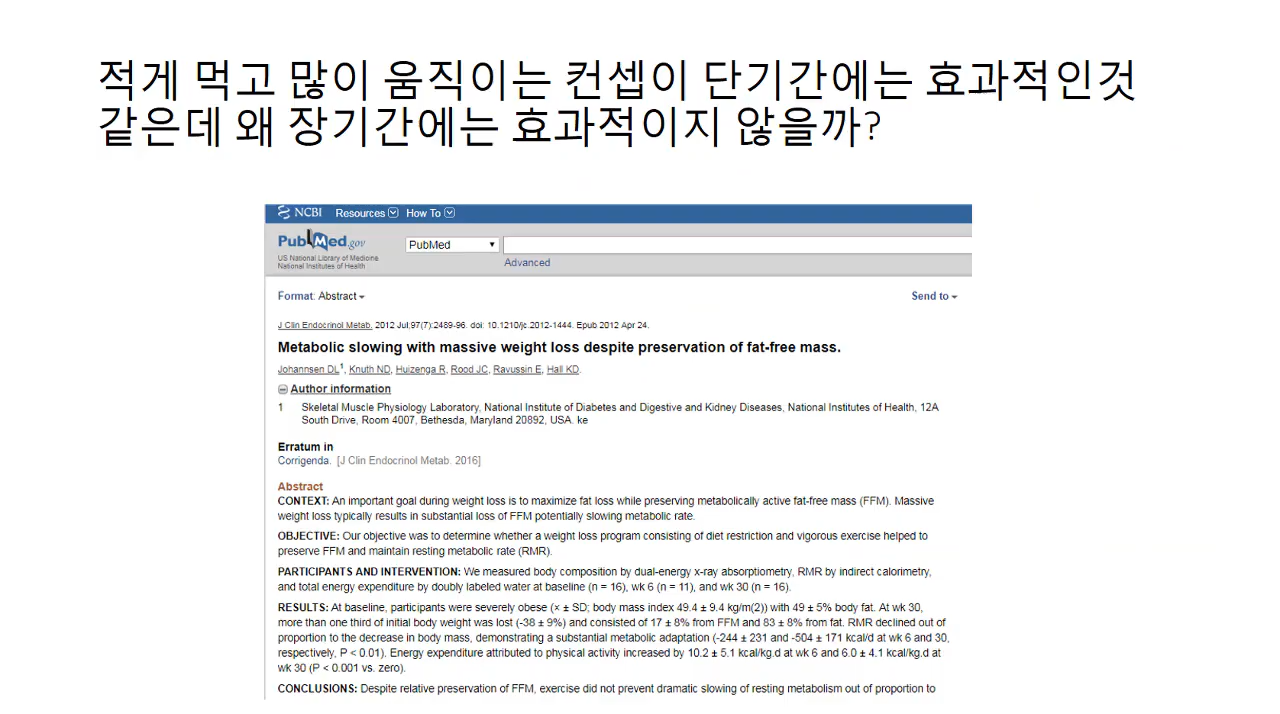 적게 먹고 많이 움직이는 컨셉이 단기간에는 효과적인것
같은데 왜 장기간에는 효과적이지 않을까?
NCBI Resources How To
PubMed.gov
US National Library of Medicine
National Institutes of Health
PubMed
Advanced
Format: Abstract
Send to
J Clin Endocrinol Metab. 2012 Jul;97(7):2489-96. doi: 10.1210/jc.2012-1444. Epub 2012 Apr 24.
Metabolic slowing with massive weight loss despite preservation of fat-free mass.
Johannsen DL1, Knuth ND, Huizenga R, Rood JC, Ravussin E, Hall KD.
Author information
1 Skeletal Muscle Physiology Laboratory, National Institute of Diabetes and Digestive and Kidney Diseases, National Institutes of Health, 12A
South Drive, Room 4007, Bethesda, Maryland 20892, USA. ke
Erratum in
Corrigenda. [J Clin Endocrinol Metab. 2016]
Abstract
CONTEXT: An important goal during weight loss is to maximize fat loss while preserving metabolically active fat-free mass (FFM). Massive
weight loss typically results in substantial loss of FFM potentially slowing metabolic rate.
OBJECTIVE: Our objective was to determine whether a weight loss program consisting of diet restriction and vigorous exercise helped to
preserve FFM and maintain resting metabolic rate (RMR).
PARTICIPANTS AND INTERVENTION: We measured body composition by dual-energy x-ray absorptiometry, RMR by indirect calorimetry,
and total energy expenditure by doubly labeled water at baseline (n = 16), wk 6 (n = 11), and wk 30 (n = 16).
RESULTS: At baseline, participants were severely obese (× ± SD; body mass index 49.4 ± 9.4 kg/m(2)) with 49 ± 5% body fat. At wk 30,
more than one third of initial body weight was lost (-38 ± 9%) and consisted of 17 ± 8% from FFM and 83 ± 8% from fat. RMR declined out of
proportion to the decrease in body mass, demonstrating a substantial metabolic adaptation (-244 ± 231 and -504 ± 171 kcal/d at wk 6 and 30,
respectively, P < 0.01). Energy expenditure attributed to physical activity increased by 10.2 ± 5.1 kcal/kg.d at wk 6 and 6.0 ± 4.1 kcal/kg.d at
wk 30 (P < 0.001 vs. zero).
CONCLUSIONS: Despite relative preservation of FFM, exercise did not prevent dramatic slowing of resting metabolism out of proportion to